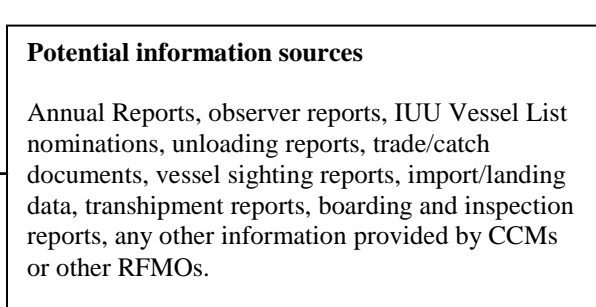 Potential information sources
Annual Reports, observer reports, IUU Vessel List
nominations, unloading reports, trade/catch
documents, vessel sighting reports, import/landing
data, transhipment reports, boarding and inspection
reports, any other information provided by CCMs
or other RFMOs.